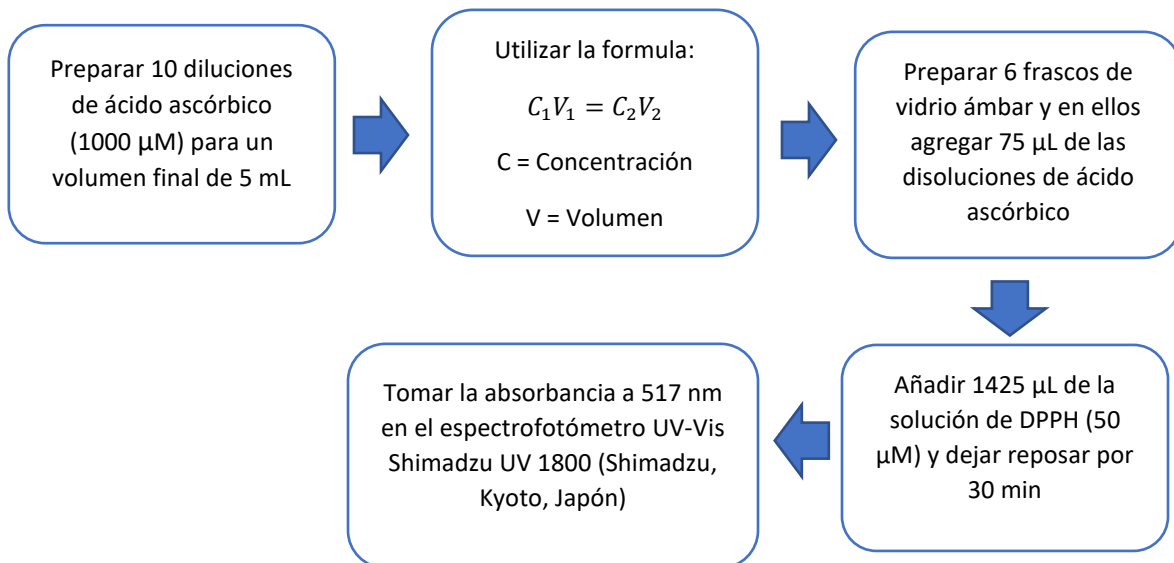 Preparar 10 diluciones
de ácido ascórbico
(1000 µM) para un
volumen final de 5 mL
Utilizar la formula:
𝐶₁𝑉₁ = 𝐶₂𝑉₂
C = Concentración
V = Volumen
Preparar 6 frascos de
vidrio ámbar y en ellos
agregar 75 µL de las
disoluciones de ácido
ascórbico
Añadir 1425 µL de la
solución de DPPH (50
µM) y dejar reposar por
30 min
Tomar la absorbancia a 517 nm
en el espectrofotómetro UV-Vis
Shimadzu UV 1800 (Shimadzu,
Kyoto, Japón)